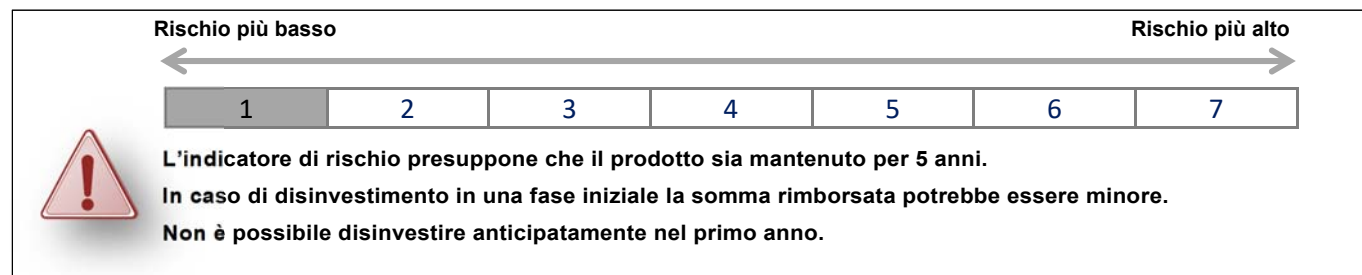 Rischio più basso Rischio più alto
1 2 3 4 5 6 7
L'indicatore di rischio presuppone che il prodotto sia mantenuto per 5 anni.
In caso di disinvestimento in una fase iniziale la somma rimborsata potrebbe essere minore.
Non è possibile disinvestire anticipatamente nel primo anno.